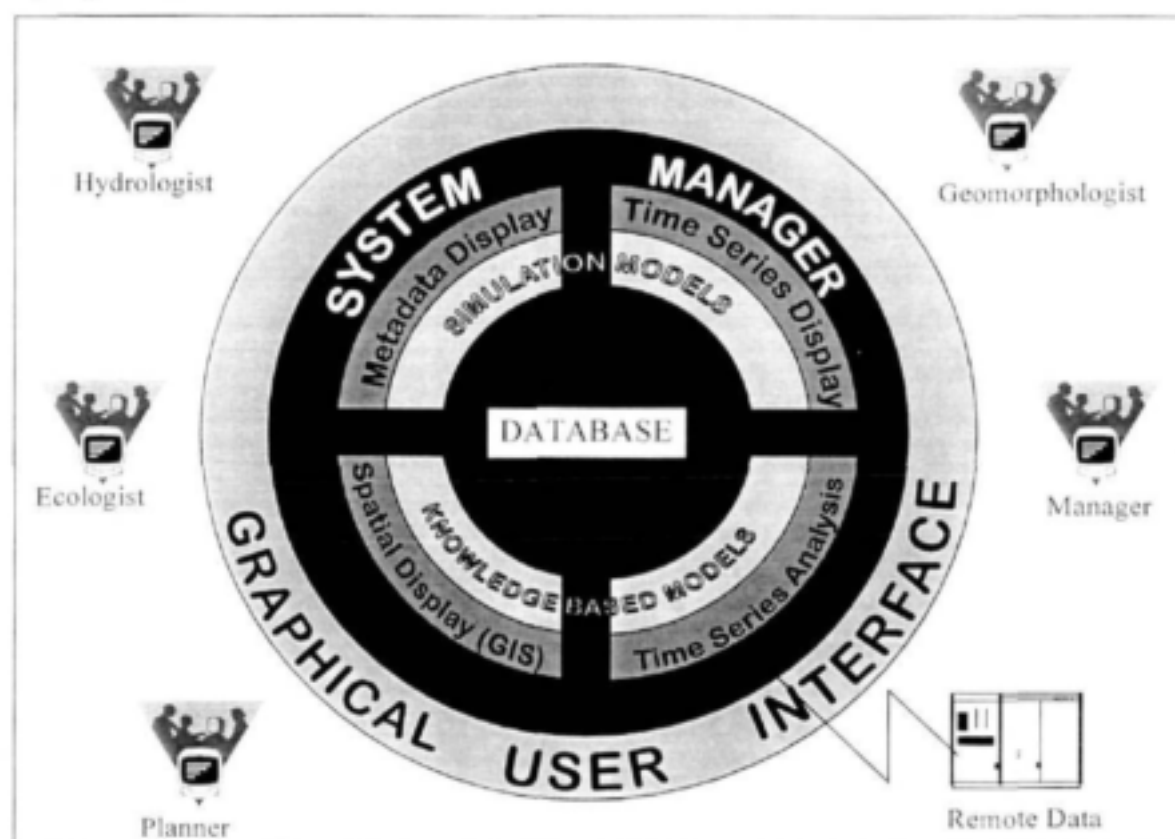 Hydrologist
Geomorphologist
SYSTEM MANAGER
Metadata Display
Time Series Display
SIMULATION MODELS
DATABASE
Ecologist
Manager
Spatial Display (GIS)
KNOWLEDGE BASED MODELS
Time Series Analysis
GRAPHICAL USER INTERFACE
Planner
Remote Data